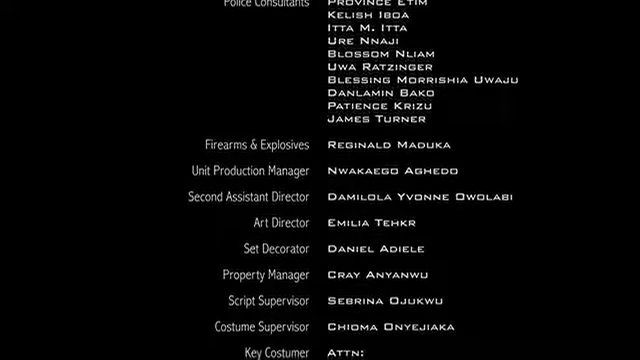 Police Consultants PROVINCE ETIM
KELISH IBOA
ITTA M. ITTA
URE NNAJI
BLOSSOM NLIAM
UWA RATZINGER
BLESSING MORRISHIA UWAJU
DANLAMIN BAKO
PATIENCE KRIZU
JAMES TURNER
Firearms & Explosives REGINALD MADUKA
Unit Production Manager NWAKAEGO AGHEDO
Second Assistant Director DAMILOLA YVONNE OWOLABI
Art Director EMILIA TEHKR
Set Decorator DANIEL ADIELE
Property Manager CRAY ANYANWU
Script Supervisor SEBRINA OJUKWU
Costume Supervisor CHIOMA ONYEJIAKA
Key Costumer ATTN: